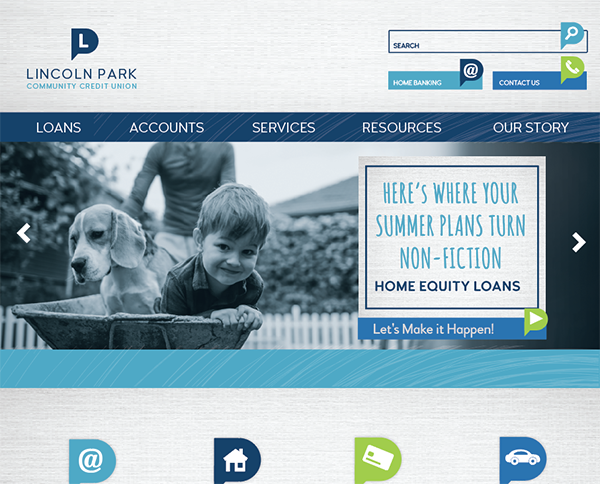 L
LINCOLN PARK
COMMUNITY CREDIT UNION
SEARCH
HOME BANKING
@
CONTACT US
LOANS
ACCOUNTS
SERVICES
RESOURCES
OUR STORY
HERE'S WHERE YOUR
SUMMER PLANS TURN
NON-FICTION
HOME EQUITY LOANS
Let's Make it Happen!
@